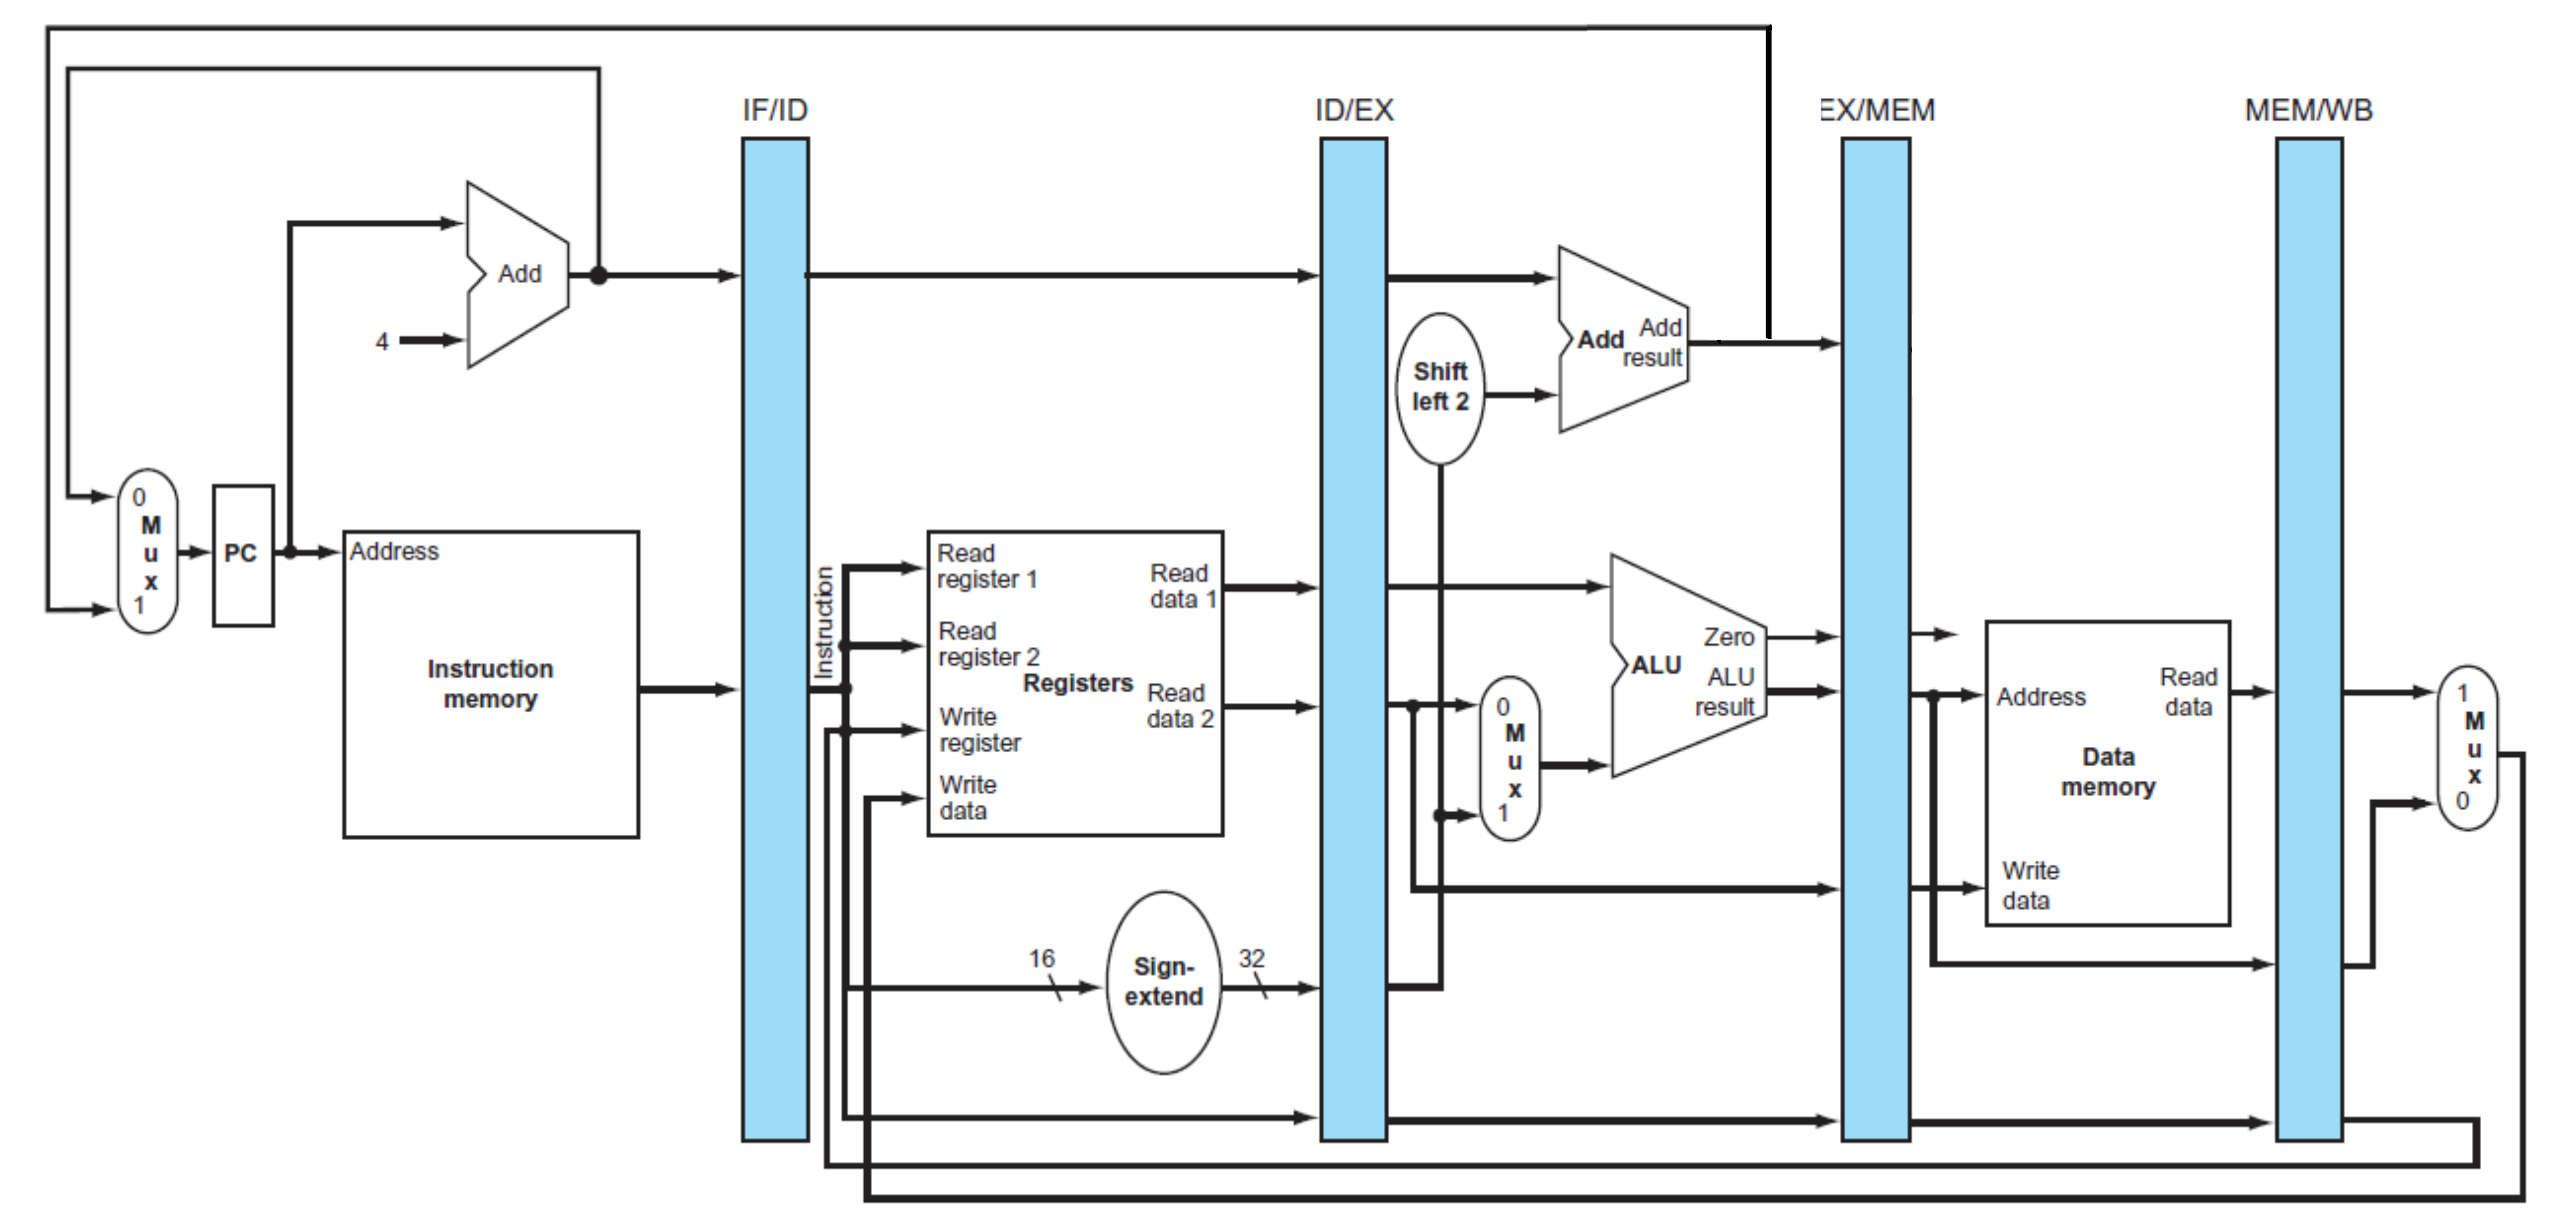 IF/ID
ID/EX
EX/MEM
MEM/WB
Add
4
Shift
left 2
Add
Add
result
0
M
u
x
1
PC
Address
Instruction
memory
Instruction
Read
register 1
Read
register 2
Write
register
Write
data
Registers
Read
data 1
Read
data 2
16
Sign-
extend
32
0
M
u
x
1
ALU
Zero
ALU
result
Address
Read
data
Data
memory
Write
data
1
M
u
x
0